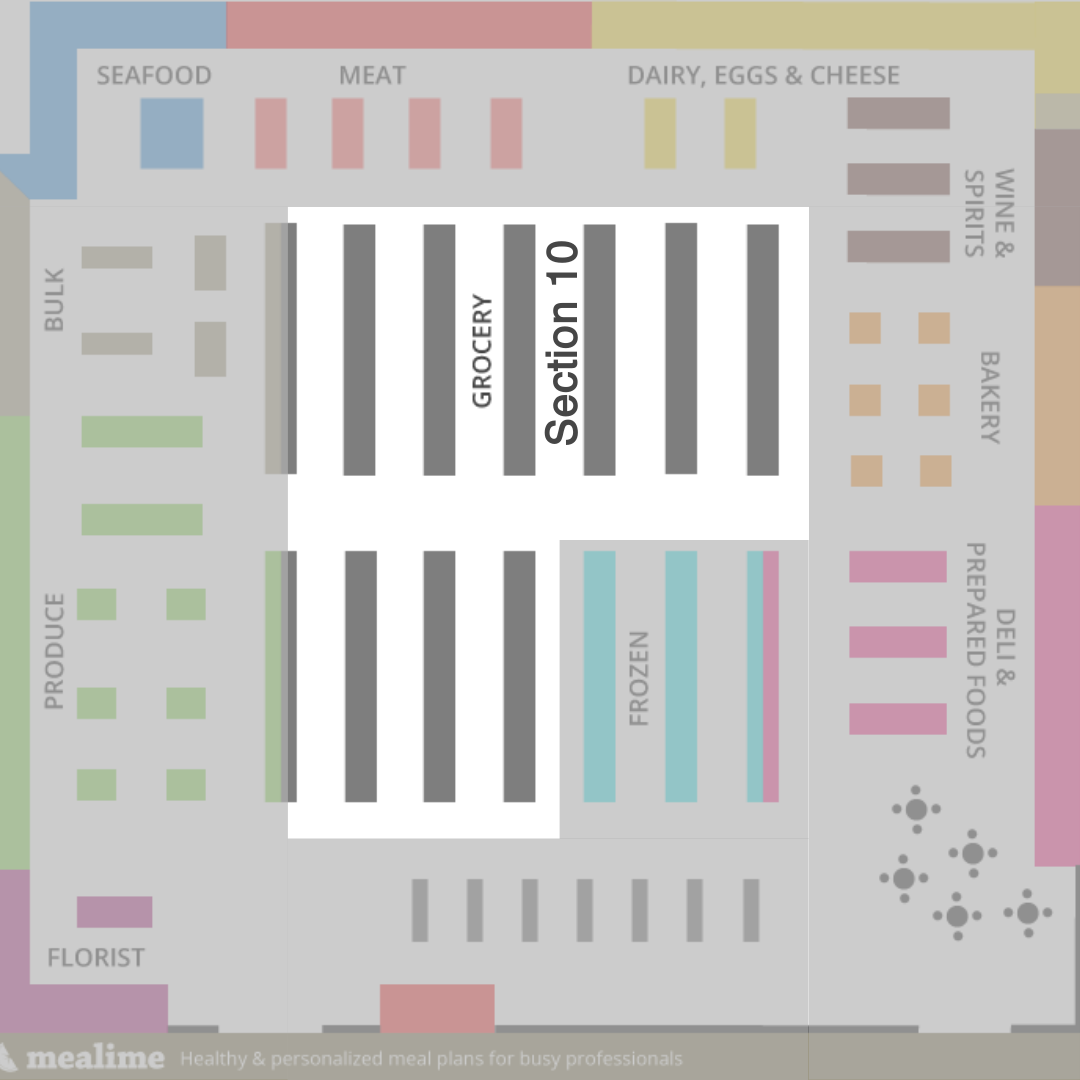 SEAFOOD
MEAT
DAIRY, EGGS & CHEESE
WINE &
SPIRITS
BULK
GROCERY
Section 10
BAKERY
PRODUCE
FROZEN
DELI &
PREPARED FOODS
FLORIST
mealime
Healthy & personalized meal plans for busy professionals